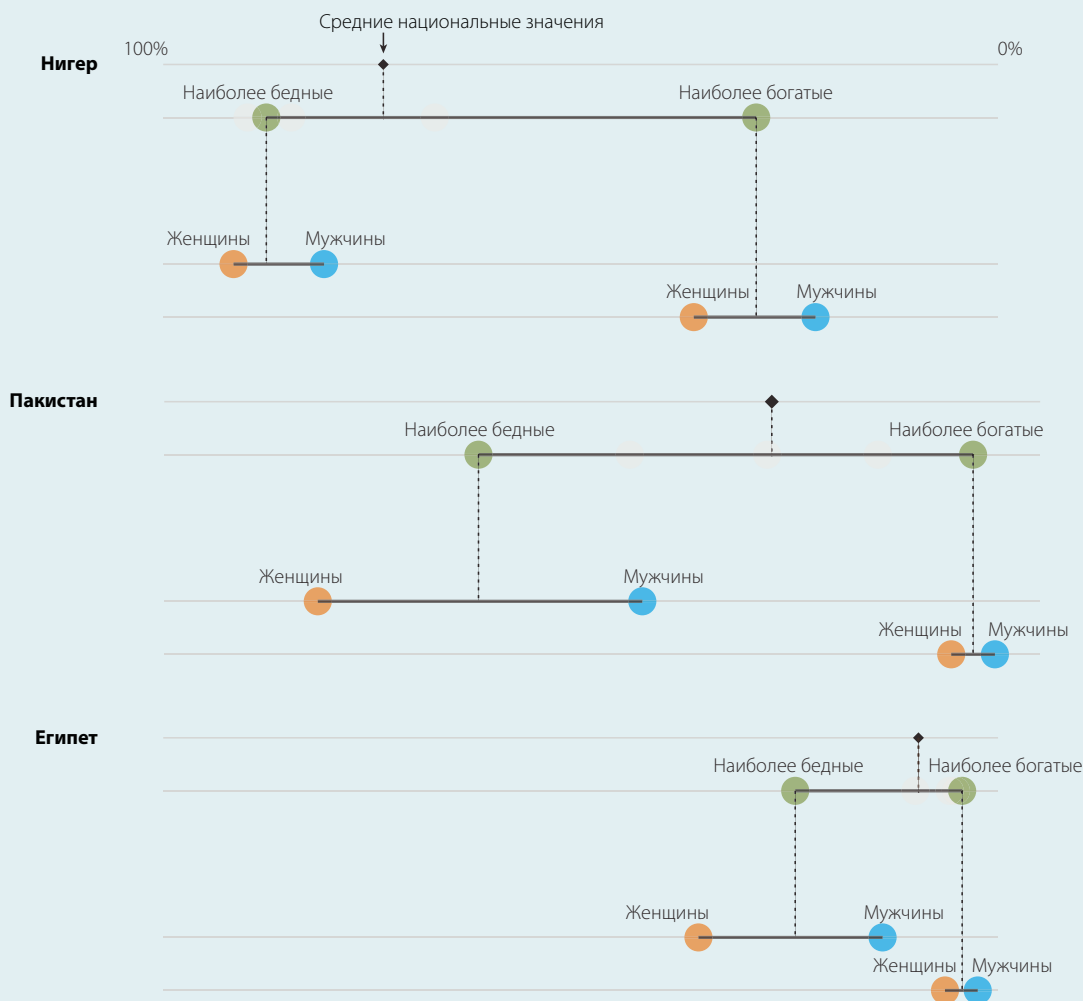 Средние национальные значения
100%
0%
Нигер
Наиболее бедные
Наиболее богатые
Женщины
Мужчины
Женщины
Мужчины
Пакистан
Наиболее бедные
Наиболее богатые
Женщины
Мужчины
Женщины
Мужчины
Египет
Наиболее бедные
Наиболее богатые
Женщины
Мужчины
Женщины
Мужчины